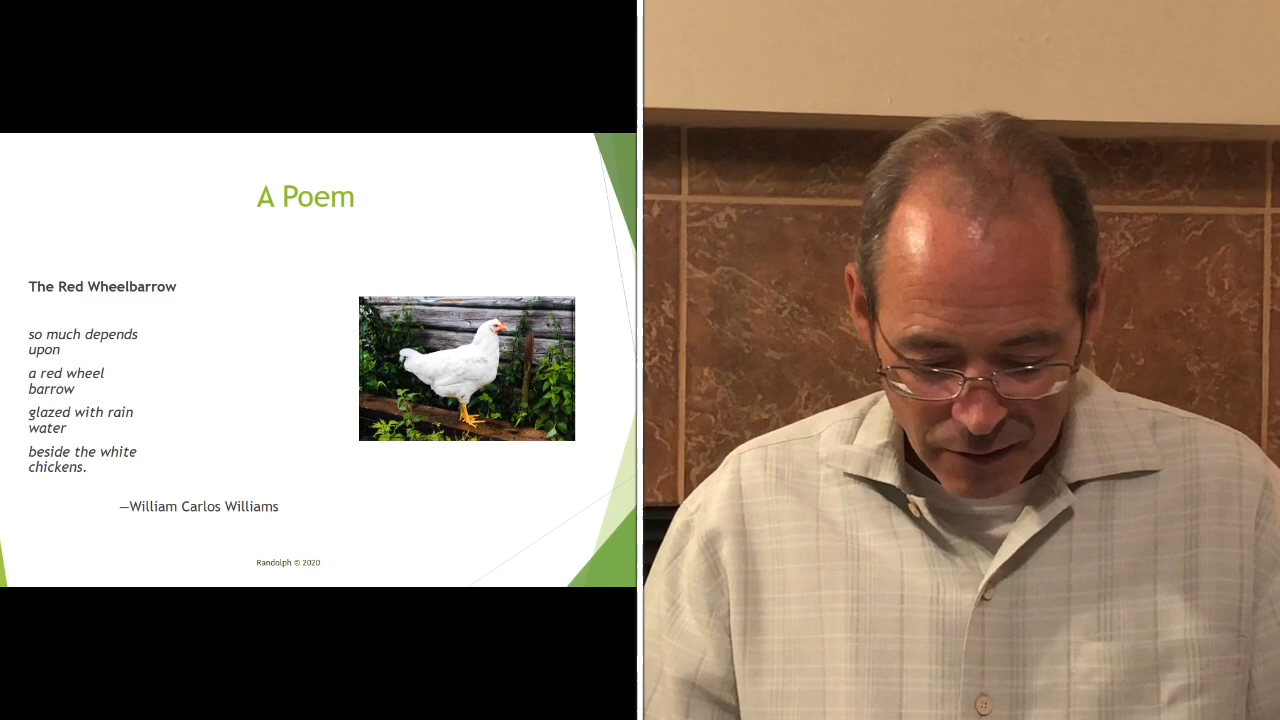 A Poem
The Red Wheelbarrow
so much depends
upon
a red wheel
barrow
glazed with rain
water
beside the white
chickens.
—William Carlos Williams
Randolph © 2020